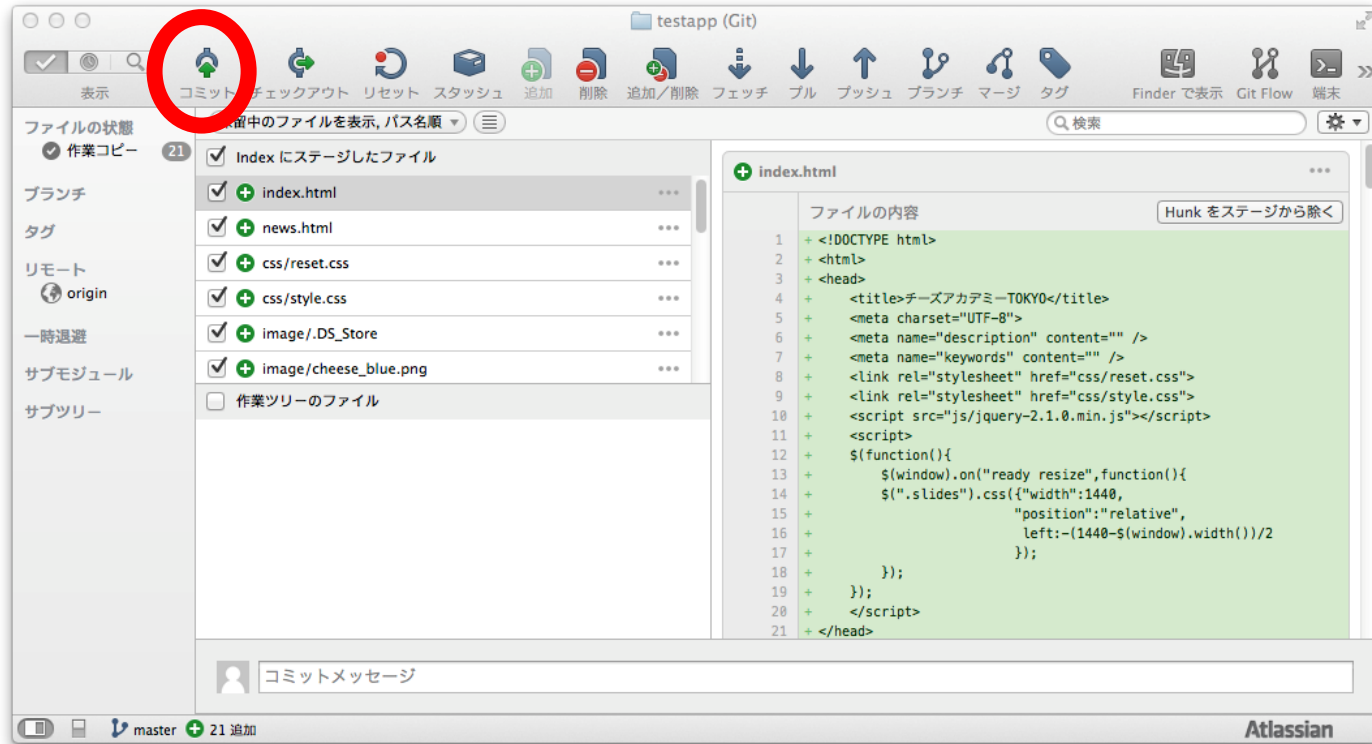 testapp (Git)
表示 コミット チェックアウト リセット スタッシュ 追加 削除 追加／削除 フェッチ プル プッシュ ブランチ マージ タグ Finder で表示 Git Flow 端末
ファイルの状態
作業コピー 21
ブランチ
タグ
リモート
origin
一時退避
サブモジュール
サブツリー
留中のファイルを表示, パス名順
検索
Index にステージしたファイル
index.html
news.html
css/reset.css
css/style.css
image/.DS_Store
image/cheese_blue.png
作業ツリーのファイル
index.html
ファイルの内容 Hunk をステージから除く
1 + <!DOCTYPE html>
2 + <html>
3 + <head>
4 + <title>チーズアカデミーTOKYO</title>
5 + <meta charset="UTF-8">
6 + <meta name="description" content="" />
7 + <meta name="keywords" content="" />
8 + <link rel="stylesheet" href="css/reset.css">
9 + <link rel="stylesheet" href="css/style.css">
10 + <script src="js/jquery-2.1.0.min.js"></script>
11 + <script>
12 + $(function(){
13 + $(window).on("ready resize",function(){
14 + $(".slides").css({"width":1440,
15 + "position":"relative",
16 + left:-(1440-$(window).width())/2
17 + });
18 + });
19 + });
20 + </script>
21 + </head>
コミットメッセージ
master 21 追加
Atlassian